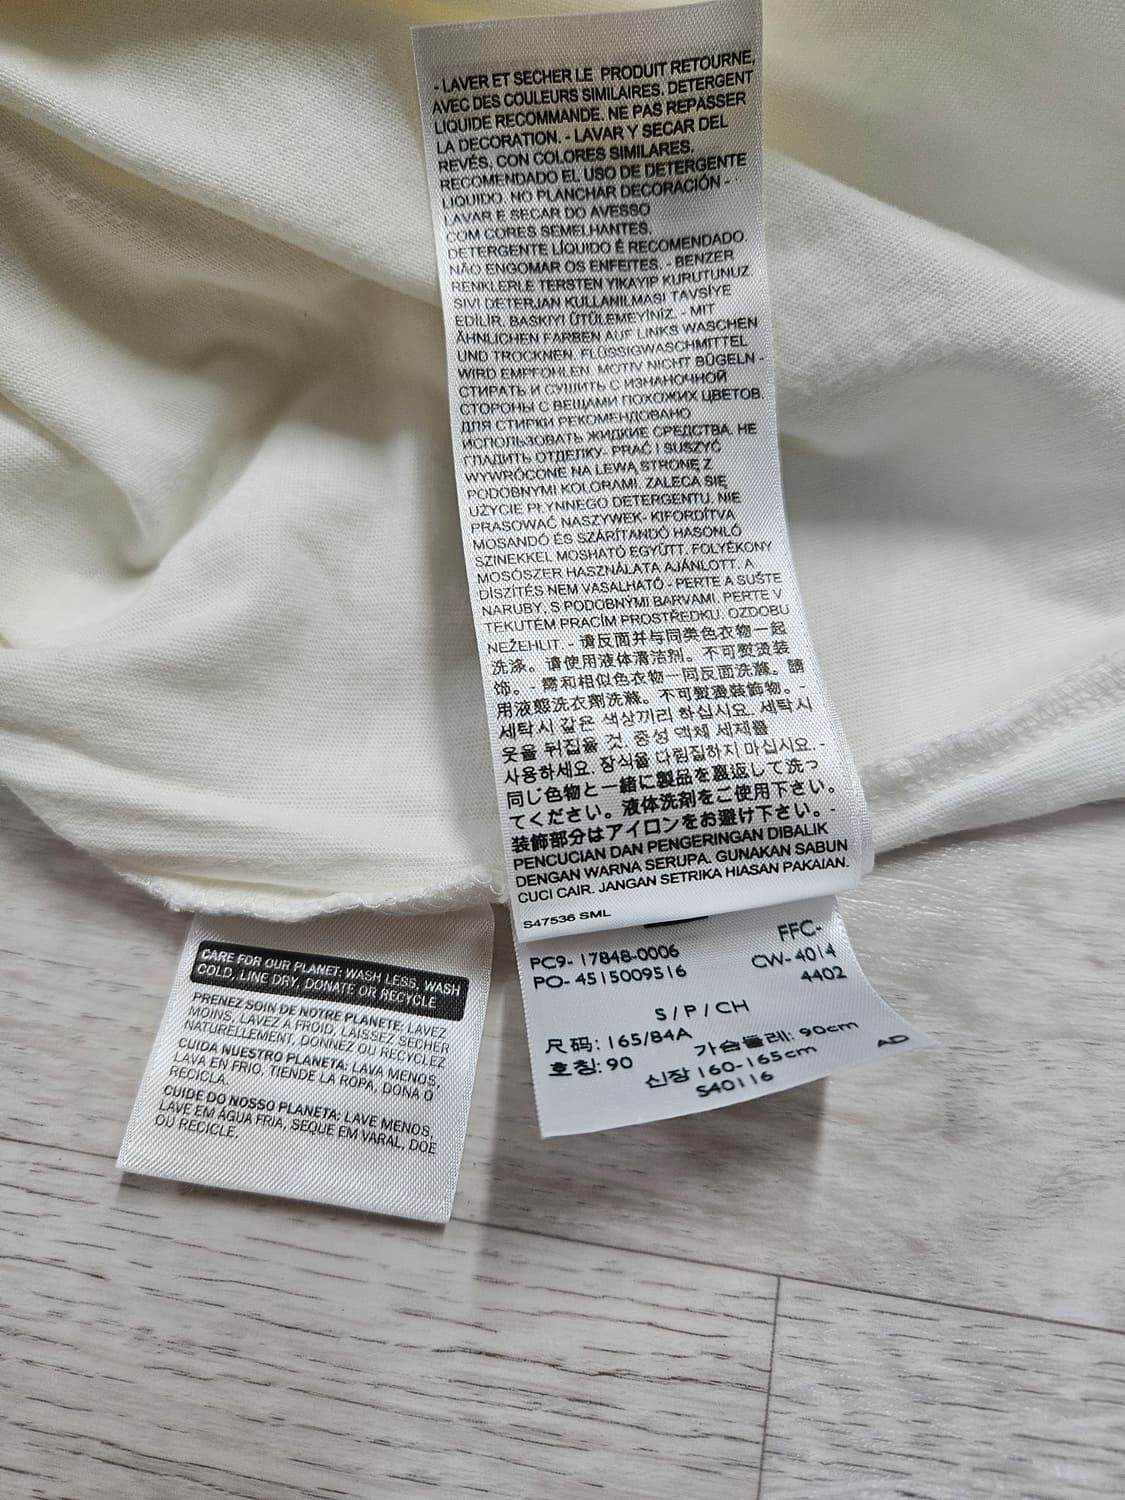 - LAVER ET SECHER LE PRODUIT RETOURNE,
AVEC DES COULEURS SIMILAIRES. DETERGENT
LIQUIDE RECOMMANDE. NE PAS REPASSER
LA DECORATION. - LAVAR Y SECAR DEL
REVÉS, CON COLORES SIMILARES,
RECOMENDADO EL USO DE DETERGENTE
LIQUIDO. NO PLANCHAR DECORACIÓN -
LAVAR E SECAR DO AVESSO
COM CORES SEMELHANTES.
DETERGENTE LÍQUIDO É RECOMENDADO.
NÃO ENGOMAR OS ENFEITES. - BENZER
RENKLERLE TERSTEN YIKAYIP KURUTUNUZ.
SIVI DETERJAN KULLANILMASI TAVSİYE
EDİLİR. BASKIYI ÜTÜLEMEYİNİZ. - MIT
ÄHNLICHEN FARBEN AUF LINKS WASCHEN
UND TROCKNEN. FLÜSSIGWASCHMITTEL
WIRD EMPFOHLEN. MOTIV NICHT BÜGELN -
СТИРАТЬ И СУШИТЬ С ИЗНАНОЧНОЙ
СТОРОНЫ С ВЕЩАМИ ПОХОЖИХ ЦВЕТОВ.
ДЛЯ СТИРКИ РЕКОМЕНДОВАНО
ИСПОЛЬЗОВАТЬ ЖИДКИЕ СРЕДСТВА. НЕ
ГЛАДИТЬ ОТДЕЛКУ- PRAĆ I SUSZYĆ
WYWRÓCONE NA LEWĄ STRONĘ Z
PODOBNYMI KOLORAMI. ZALECA SIĘ
UŻYCIE PŁYNNEGO DETERGENTU. NIE
PRASOWAĆ NASZYWEK- KIFORDÍTVA
MOSANDÓ ÉS SZÁRÍTANDÓ HASONLÓ
SZINEKKEL MOSHATÓ EGYÜTT. FOLYÉKONY
MOSÓSZER HASZNÁLATA AJÁNLOTT. A
DÍSZÍTÉS NEM VASALHATÓ - PERTE A SUŠTE
NARUBY, S PODOBNÝMI BARVAMI. PERTE V
TEKUTÉM PRACÍM PROSTŘEDKU. OZDOBU
NEŽEHLIT. - 请反面并与同类色衣物一起
洗涤。请使用液体清洁剂。不可熨烫装
饰。- 需和相似色衣物一同反面洗滌。請
用液態洗衣劑洗滌。不可熨燙裝飾物。-
세탁시 같은 색상끼리 하십시요. 세탁시
옷을 뒤집을 것. 중성 액체 세제를
사용하세요. 장식을 다림질하지 마십시요. -
同じ色物と一緒に製品を裏返して洗っ
てください。液体洗剤をご使用下さい。
装飾部分はアイロンをお避け下さい。-
PENCUCIAN DAN PENGERINGAN DIBALIK
DENGAN WARNA SERUPA. GUNAKAN SABUN
CUCI CAIR. JANGAN SETRIKA HIASAN PAKAIAN.
S47536 SML
PC9- 17848-0006 FFC-
PO- 4515009516 CW- 4014
4402
S / P / CH
尺码: 165/84A 가슴둘레: 90cm
호칭: 90 신장 160-165cm AD
S40116
CARE FOR OUR PLANET: WASH LESS, WASH
COLD, LINE DRY, DONATE OR RECYCLE
PRENEZ SOIN DE NOTRE PLANETE: LAVEZ
MOINS, LAVEZ A FROID, LAISSEZ SECHER
NATURELLEMENT, DONNEZ OU RECYCLEZ
CUIDA NUESTRO PLANETA: LAVA MENOS,
LAVA EN FRIO, TIENDE LA ROPA, DONA O
RECICLA.
CUIDE DO NOSSO PLANETA: LAVE MENOS,
LAVE EM ÁGUA FRIA, SEQUE EM VARAL, DOE
OU RECICLE.